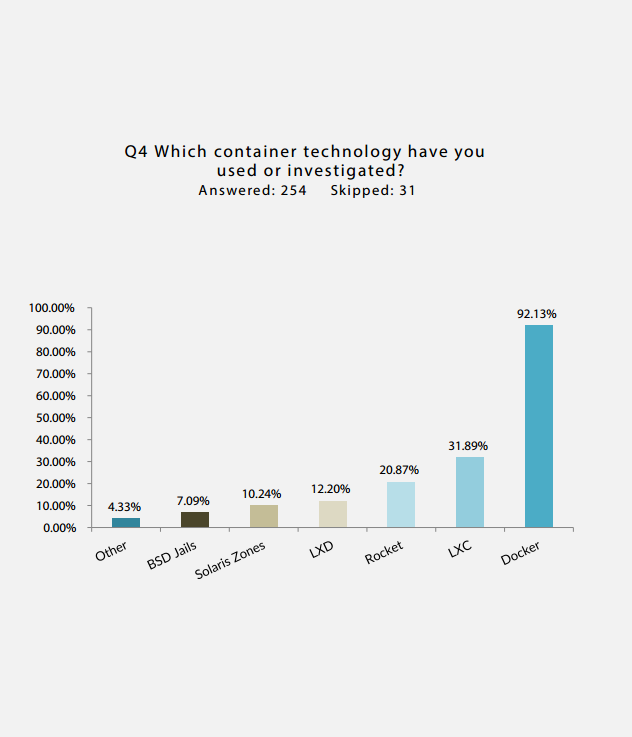 Q4 Which container technology have you
used or investigated?
Answered: 254 Skipped: 31
100.00%
90.00%
80.00%
70.00%
60.00%
50.00%
40.00%
30.00%
20.00%
10.00%
0.00%
4.33%
7.09%
10.24%
12.20%
20.87%
31.89%
92.13%
Other
BSD Jails
Solaris Zones
LXD
Rocket
LXC
Docker